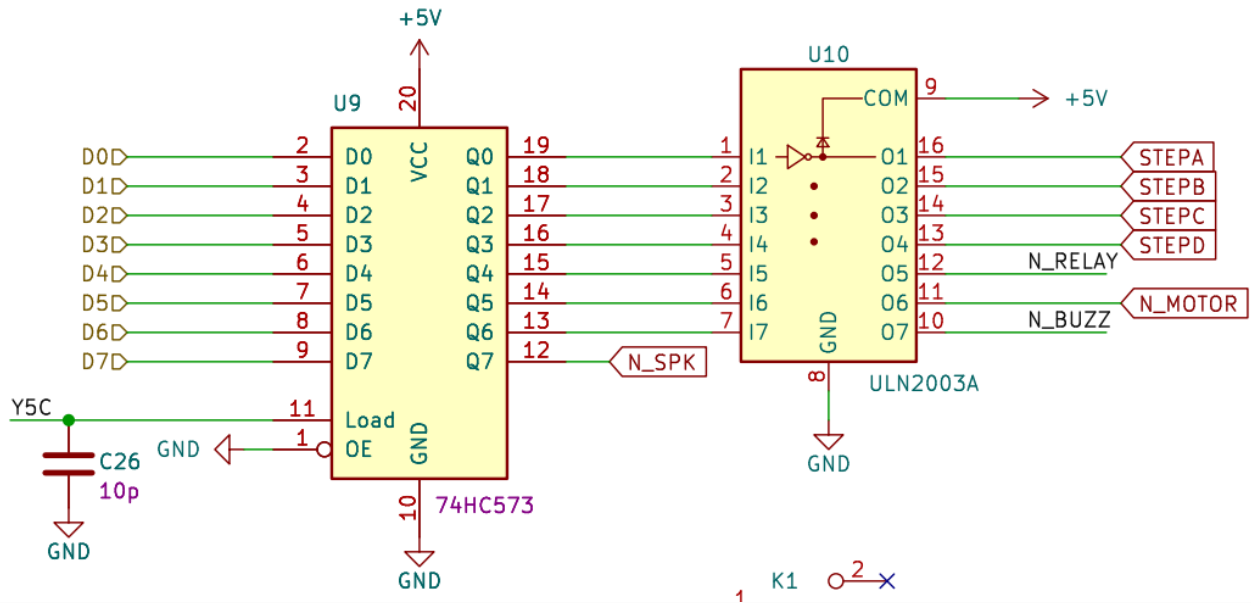 +5V
U10
U9
20
COM
9
+5V
D0
2
D0
VCC
Q0
19
1
I1
O1
16
STEPA
D1
3
D1
Q1
18
2
I2
O2
15
STEPB
D2
4
D2
Q2
17
3
I3
O3
14
STEPC
D3
5
D3
Q3
16
4
I4
O4
13
STEPD
D4
6
D4
Q4
15
5
I5
O5
12
N_RELAY
D5
7
D5
Q5
14
6
I6
O6
11
N_MOTOR
D6
8
D6
Q6
13
7
I7
GND
O7
10
N_BUZZ
D7
9
D7
Q7
12
N_SPK
8
ULN2003A
Y5C
11
Load
GND
1
OE
GND
GND
C26
10p
10
74HC573
GND
GND
K1
2
1